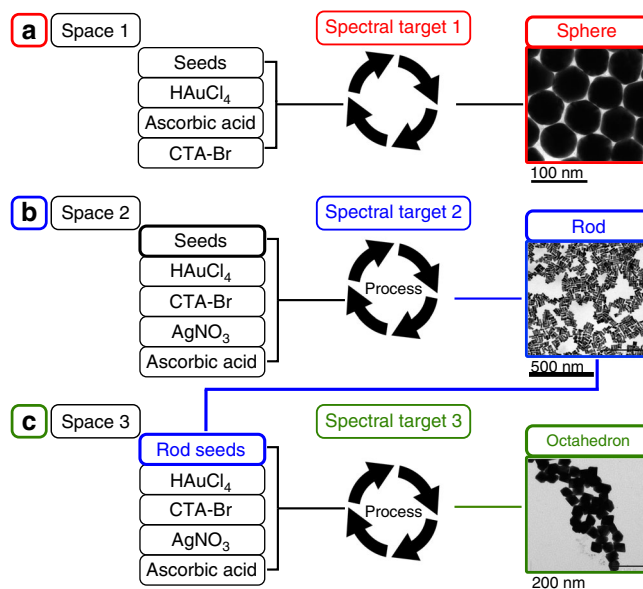 a Space 1 Spectral target 1 Sphere
Seeds
HAuCl₄
Ascorbic acid
CTA-Br
100 nm
b Space 2 Spectral target 2 Rod
Seeds
HAuCl₄
CTA-Br
AgNO₃
Ascorbic acid
Process
500 nm
c Space 3 Spectral target 3 Octahedron
Rod seeds
HAuCl₄
CTA-Br
AgNO₃
Ascorbic acid
Process
200 nm